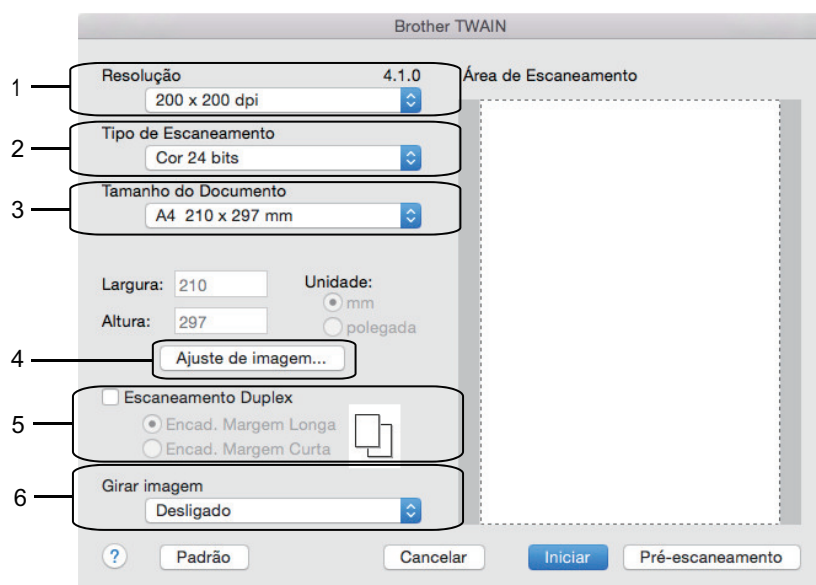 Brother TWAIN
1
Resolução 4.1.0
200 x 200 dpi
2
Tipo de Escaneamento
Cor 24 bits
3
Tamanho do Documento
A4 210 x 297 mm
Largura: 210
Altura: 297
Unidade:
mm
polegada
4
Ajuste de imagem...
5
Escaneamento Duplex
Encad. Margem Longa
Encad. Margem Curta
6
Girar imagem
Desligado
Área de Escaneamento
? Padrão Cancelar Iniciar Pré-escaneamento